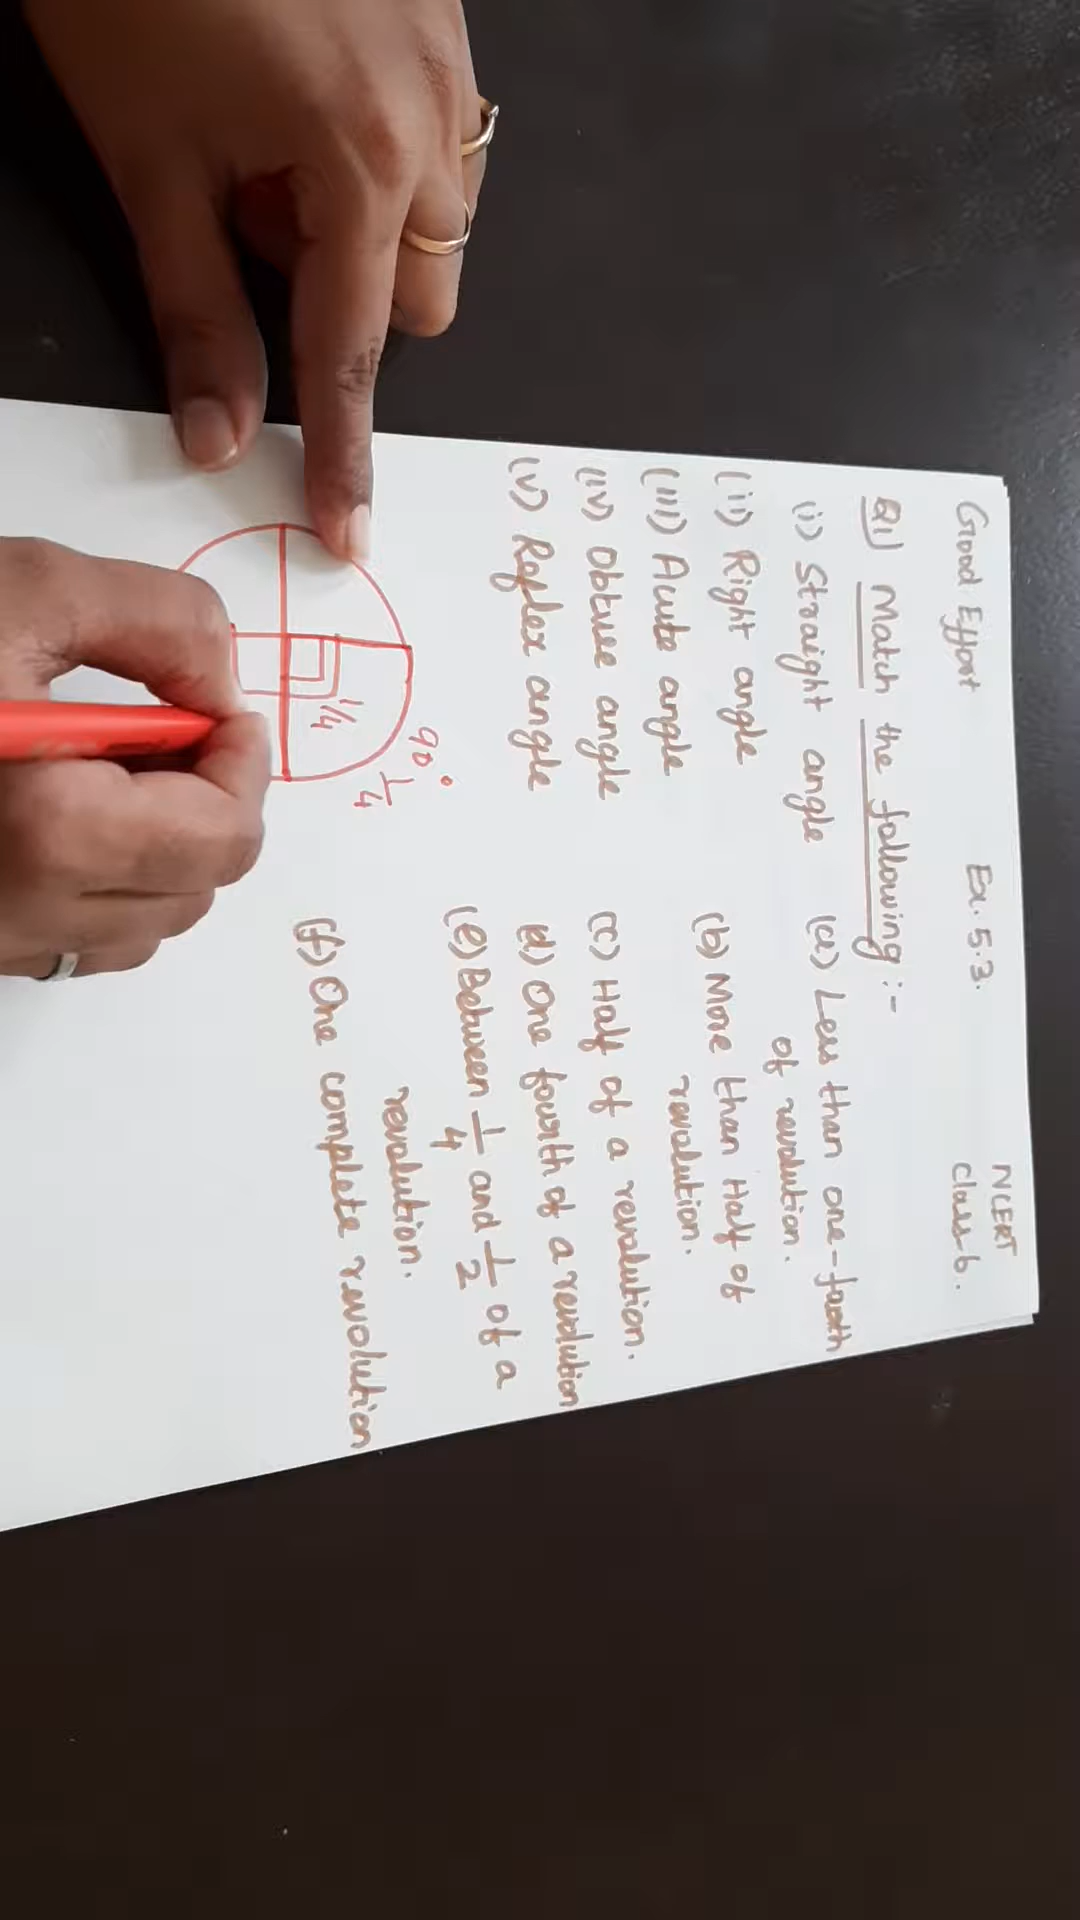 Good Effort
Ex. 5.3.
NCERT
Class 6.
Q1) Match the following :-
(i) Straight angle
(a) Less than one-fourth
of revolution.
(ii) Right angle
(b) More than Half of
revolution.
(iii) Acute angle
(c) Half of a revolution.
(iv) Obtuse angle
(d) One fourth of a revolution
(v) Reflex angle
(e) Between 1/4 and 1/2 of a
revolution.
(f) One complete revolution
90°
1/4
1/4